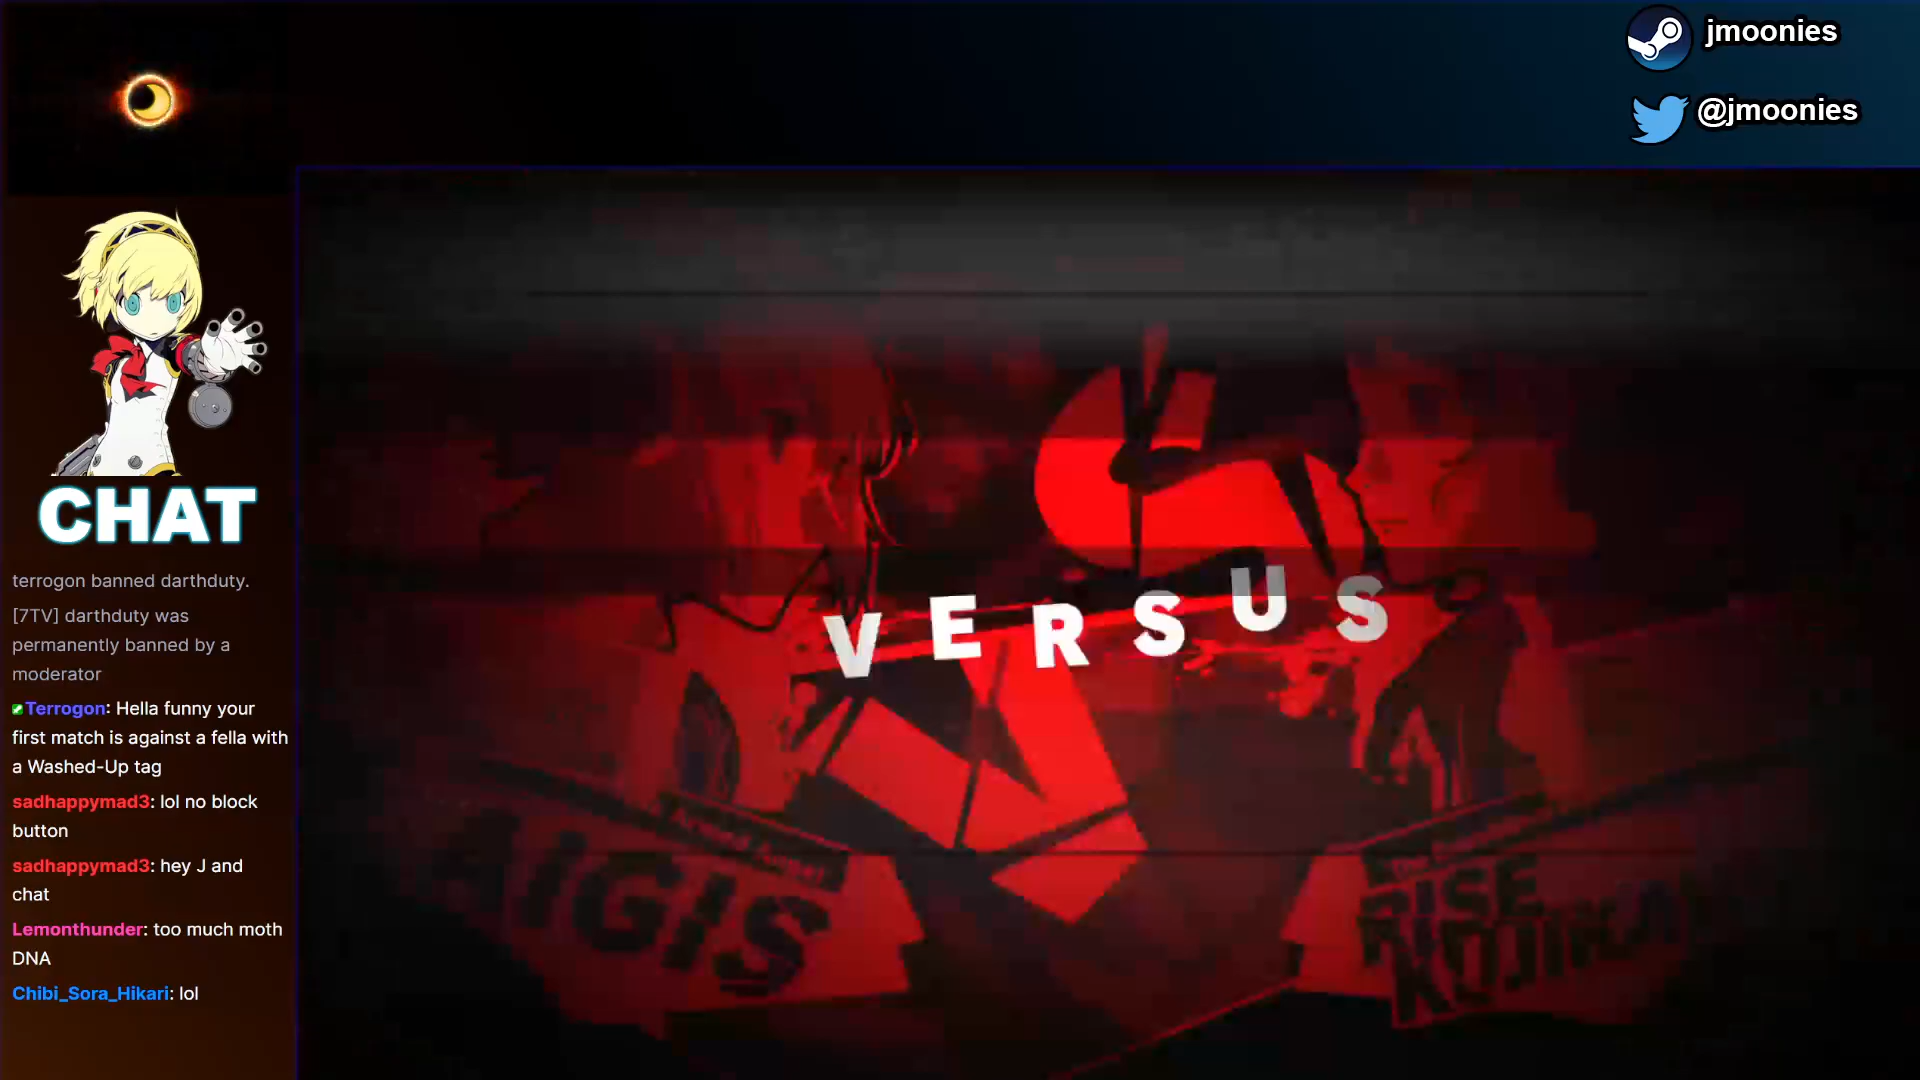 jmoonies
@jmoonies
CHAT
terrogon banned darthduty.
[7TV] darthduty was
permanently banned by a
moderator
Terrogon: Hella funny your
first match is against a fella with
a Washed-Up tag
sadhappymad3: lol no block
button
sadhappymad3: hey J and
chat
Lemonthunder: too much moth
DNA
Chibi_Sora_Hikari: lol
VERSUS
AIGIS
RISE
KUJIKAWA